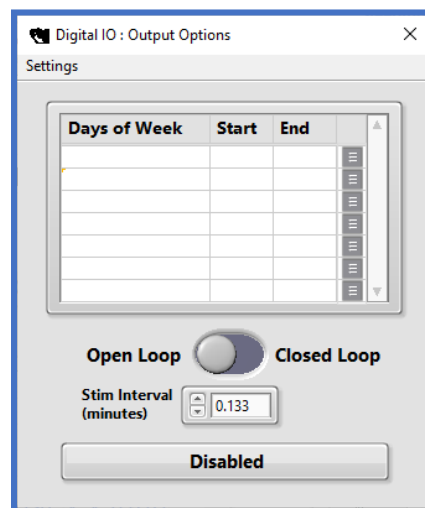 Digital IO : Output Options
Settings
Days of Week Start End
Open Loop Closed Loop
Stim Interval
(minutes) 0.133
Disabled